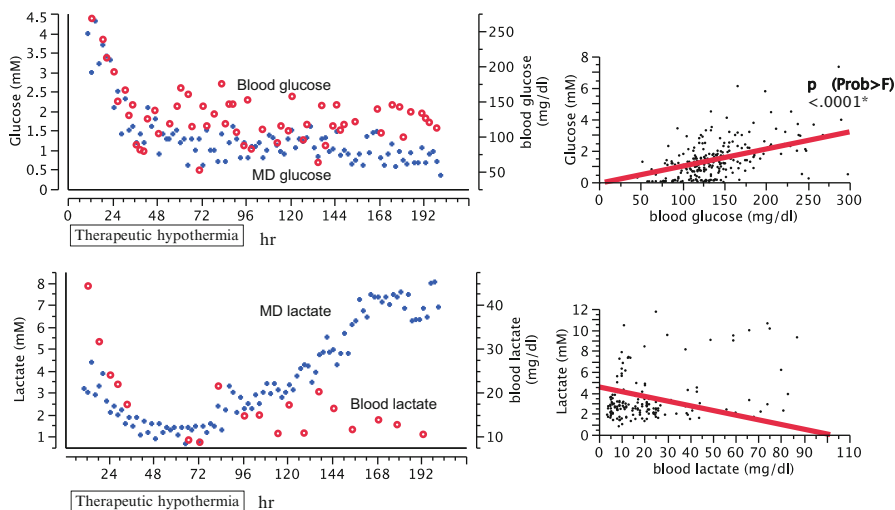 4.5
4
3.5
3
2.5
2
1.5
1
0.5
0
Glucose (mM)
Blood glucose
MD glucose
250
200
150
100
50
blood glucose
(mg/dl)
0 24 48 72 96 120 144 168 192
Therapeutic hypothermia hr
8
6
4
2
0
Glucose (mM)
p (Prob>F)
<.0001*
0 50 100 150 200 250 300
blood glucose (mg/dl)
8
7
6
5
4
3
2
1
Lactate (mM)
MD lactate
Blood lactate
40
30
20
10
blood lactate
(mg/dl)
24 48 72 96 120 144 168 192
Therapeutic hypothermia hr
12
10
8
6
4
2
0
Lactate (mM)
0 10 20 30 40 50 60 70 80 90 110
blood lactate (mg/dl)